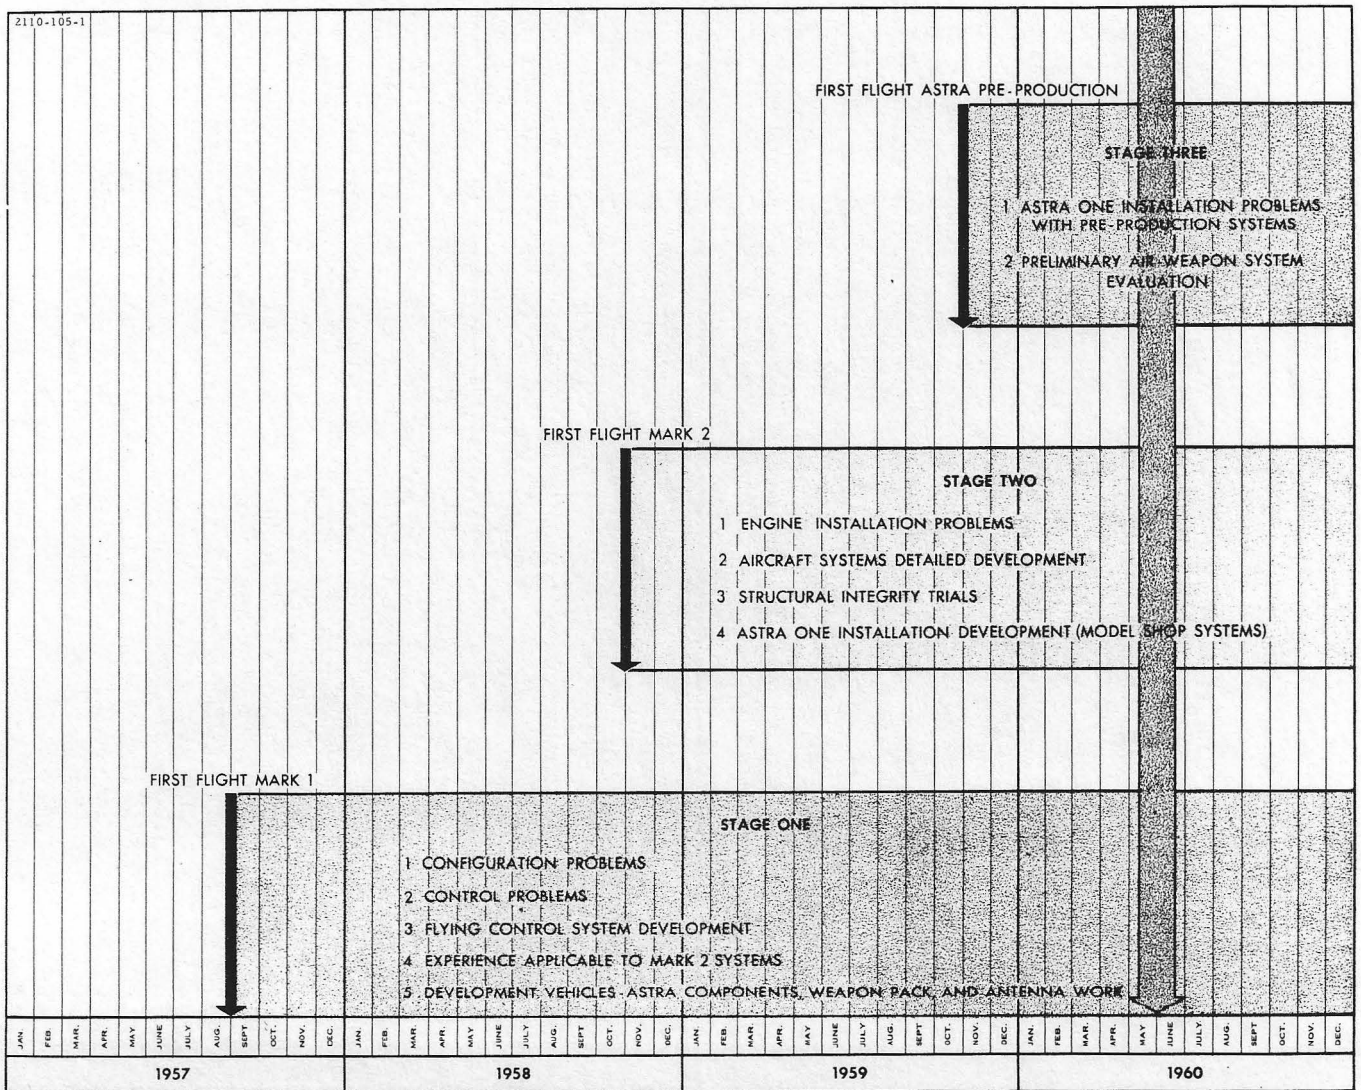 2110-105-1
FIRST FLIGHT ASTRA PRE-PRODUCTION
STAGE THREE
1 ASTRA ONE INSTALLATION PROBLEMS
WITH PRE-PRODUCTION SYSTEMS
2 PRELIMINARY AIR WEAPON SYSTEM
EVALUATION
FIRST FLIGHT MARK 2
STAGE TWO
1 ENGINE INSTALLATION PROBLEMS
2 AIRCRAFT SYSTEMS DETAILED DEVELOPMENT
3 STRUCTURAL INTEGRITY TRIALS
4 ASTRA ONE INSTALLATION DEVELOPMENT (MODEL SHOP SYSTEMS)
FIRST FLIGHT MARK 1
STAGE ONE
1 CONFIGURATION PROBLEMS
2 CONTROL PROBLEMS
3 FLYING CONTROL SYSTEM DEVELOPMENT
4 EXPERIENCE APPLICABLE TO MARK 2 SYSTEMS
5 DEVELOPMENT VEHICLES - ASTRA COMPONENTS, WEAPON PACK, AND ANTENNA WORK
JAN. FEB. MAR. APR. MAY JUNE JULY AUG. SEPT OCT. NOV. DEC. JAN. FEB. MAR. APR. MAY JUNE JULY AUG. SEPT OCT. NOV. DEC. JAN. FEB. MAR. APR. MAY JUNE JULY AUG. SEPT OCT. NOV. DEC. JAN. FEB. MAR. APR. MAY JUNE JULY. AUG. SEPT OCT. NOV. DEC.
1957 1958 1959 1960